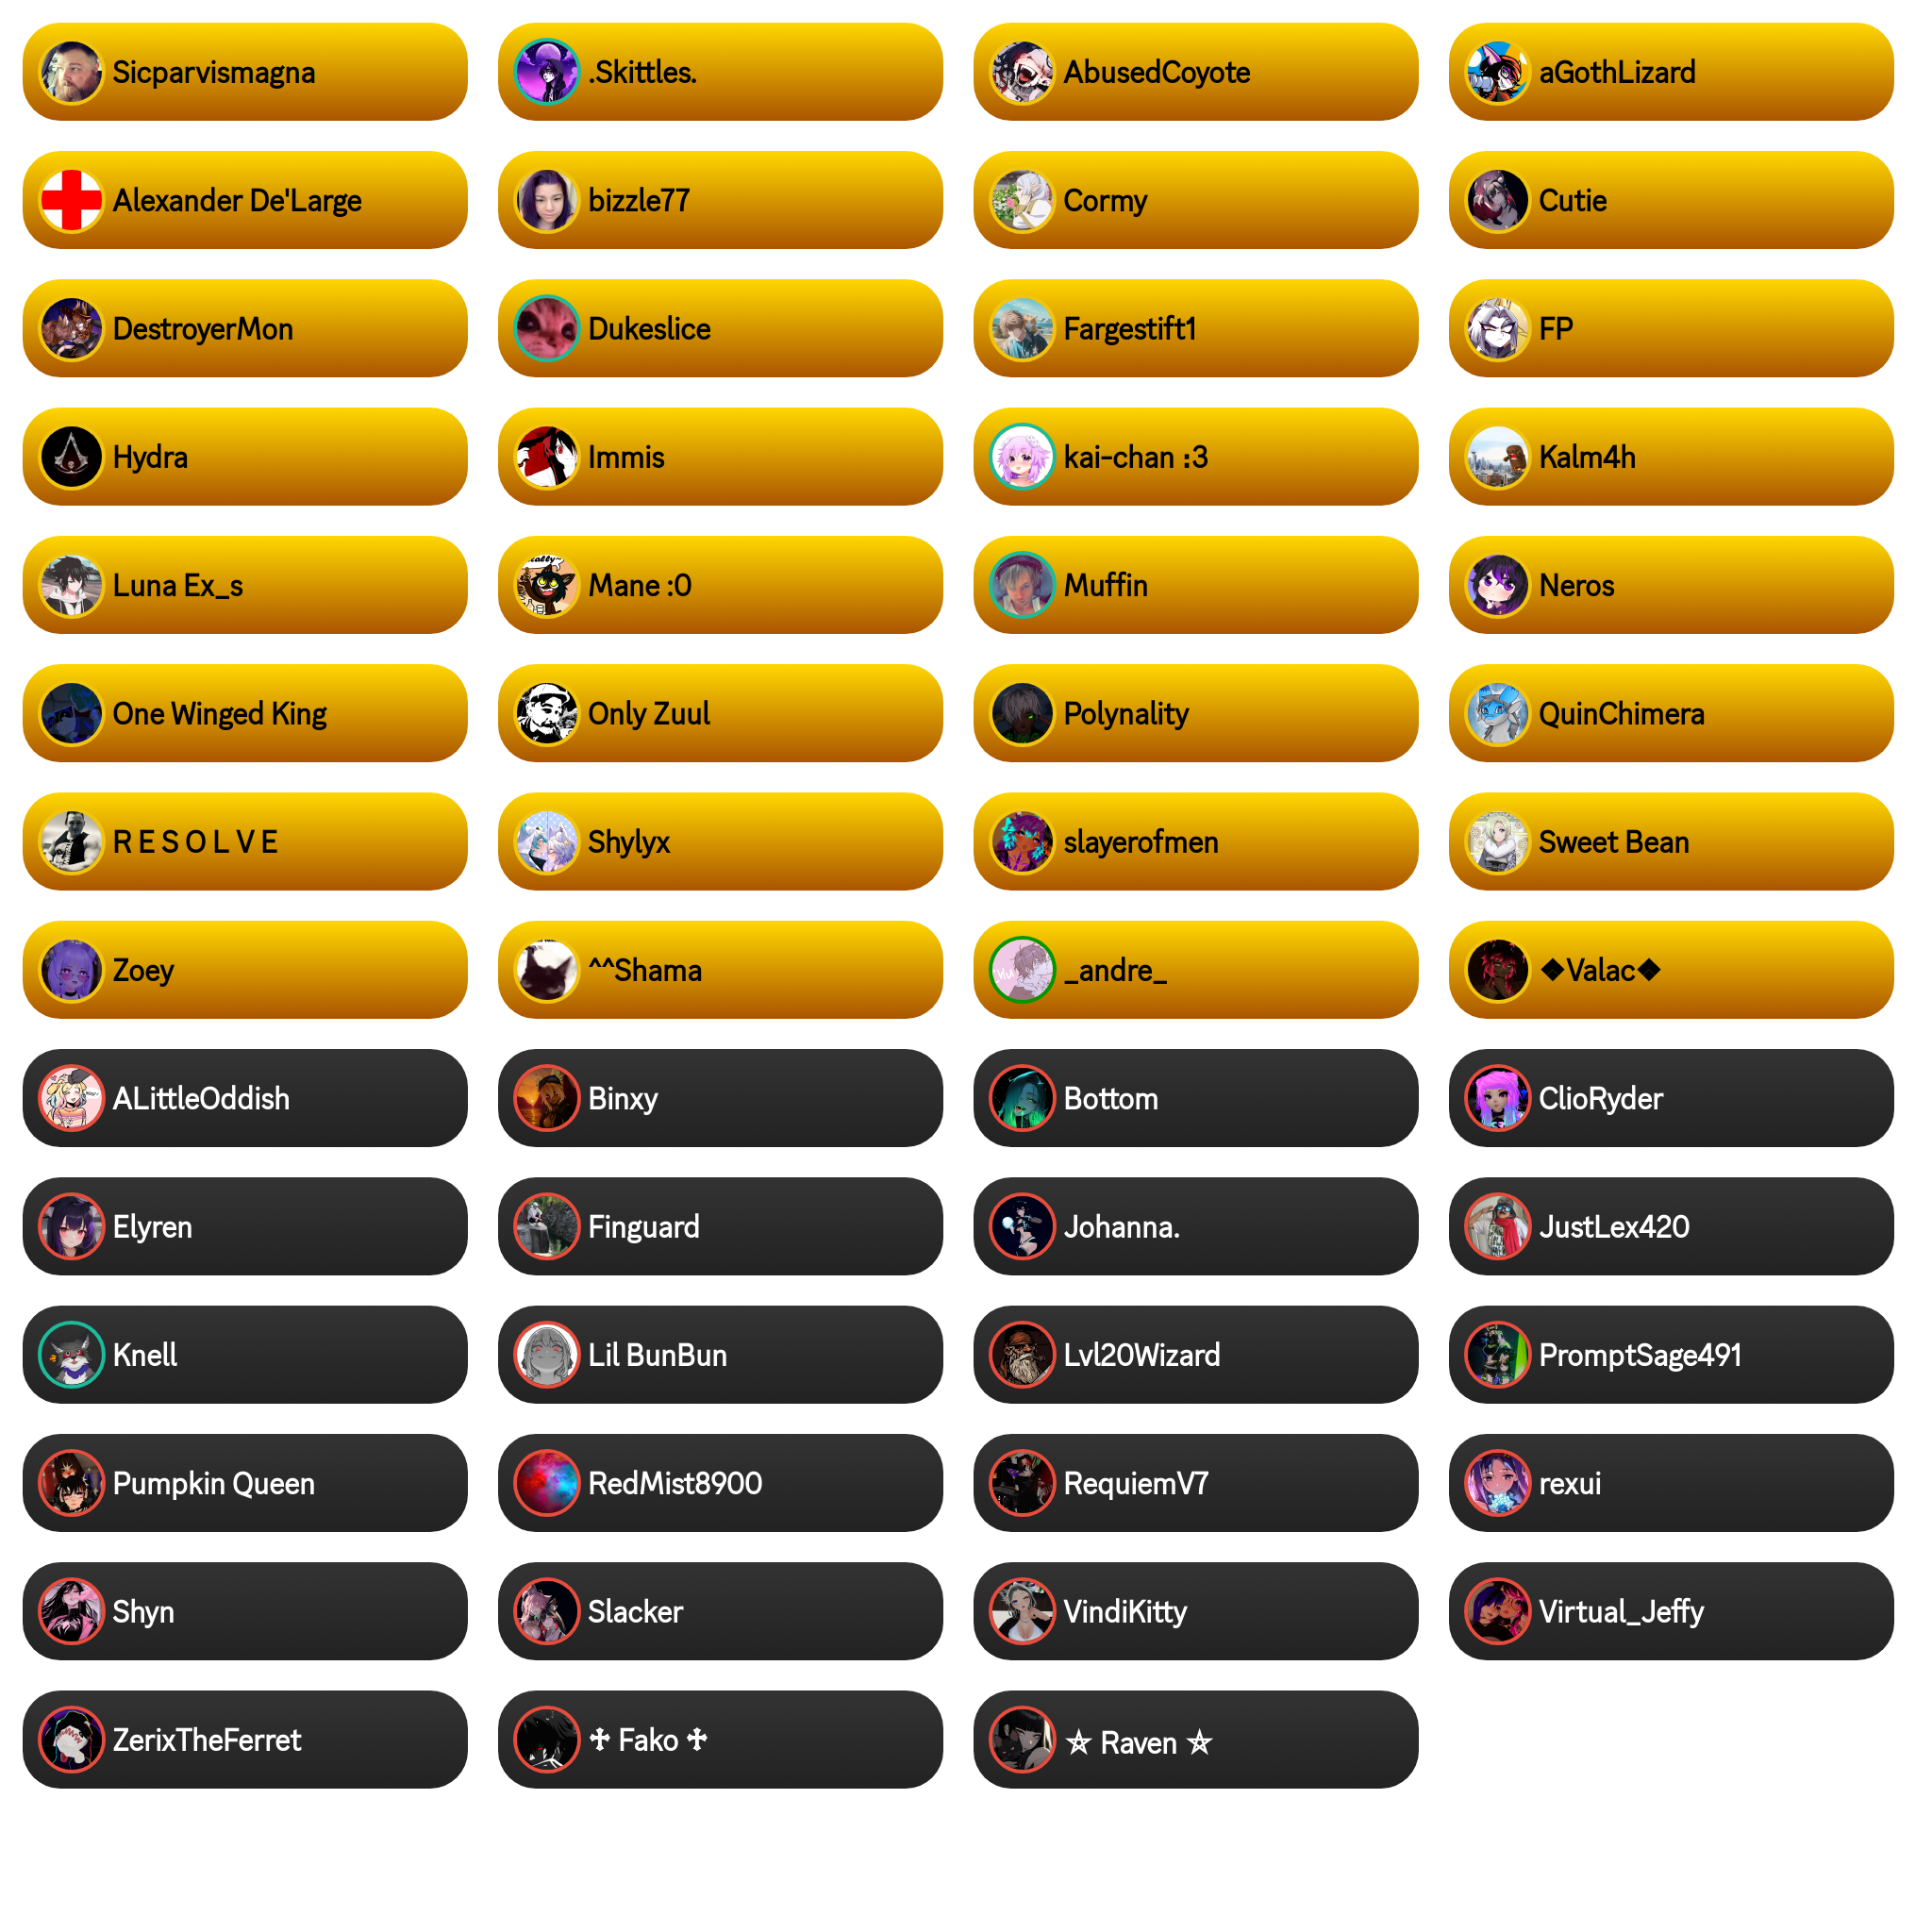 Sicparvismagna
.Skittles.
AbusedCoyote
aGothLizard
Alexander De'Large
bizzle77
Cormy
Cutie
DestroyerMon
Dukeslice
Fargestift1
FP
Hydra
Immis
kai-chan :3
Kalm4h
Luna Ex_s
Mane :0
Muffin
Neros
One Winged King
Only Zuul
Polynality
QuinChimera
R E S O L V E
Shylyx
slayerofmen
Sweet Bean
Zoey
^^Shama
_andre_
❖Valac❖
ALittleOddish
Binxy
Bottom
ClioRyder
Elyren
Finguard
Johanna.
JustLex420
Knell
Lil BunBun
Lvl20Wizard
PromptSage491
Pumpkin Queen
RedMist8900
RequiemV7
rexui
Shyn
Slacker
VindiKitty
Virtual_Jeffy
ZerixTheFerret
♱ Fako ♱
⛤ Raven ⛤